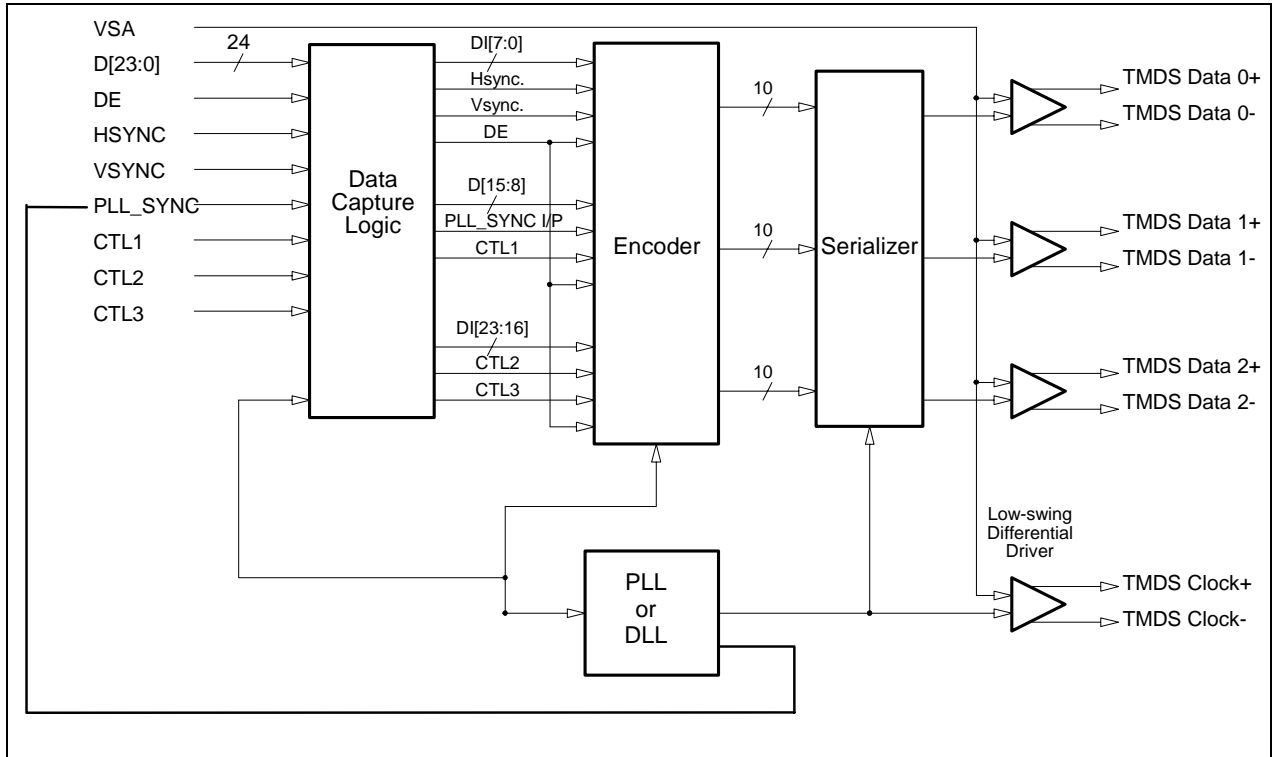 VSA
D[23:0]
24
DE
HSYNC
VSYNC
PLL_SYNC
CTL1
CTL2
CTL3
Data
Capture
Logic
DI[7:0]
Hsync.
Vsync.
DE
D[15:8]
PLL_SYNC I/P
CTL1
DI[23:16]
CTL2
CTL3
Encoder
10
10
10
Serializer
TMDS Data 0+
TMDS Data 0-
TMDS Data 1+
TMDS Data 1-
TMDS Data 2+
TMDS Data 2-
Low-swing
Differential
Driver
TMDS Clock+
TMDS Clock-
PLL
or
DLL